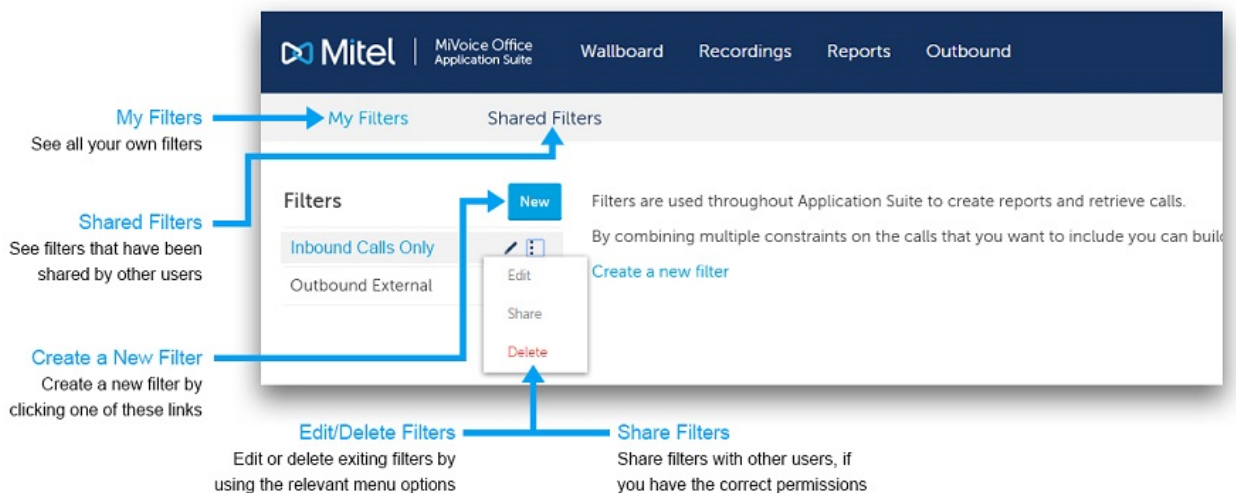 Mitel
MiVoice Office
Application Suite
Wallboard
Recordings
Reports
Outbound
My Filters
See all your own filters
My Filters
Shared Filters
Shared Filters
See filters that have been
shared by other users
Filters
New
Inbound Calls Only
Outbound External
Edit
Share
Delete
Filters are used throughout Application Suite to create reports and retrieve calls.
By combining multiple constraints on the calls that you want to include you can build
Create a new filter
Create a New Filter
Create a new filter by
clicking one of these links
Edit/Delete Filters
Edit or delete exiting filters by
using the relevant menu options
Share Filters
Share filters with other users, if
you have the correct permissions